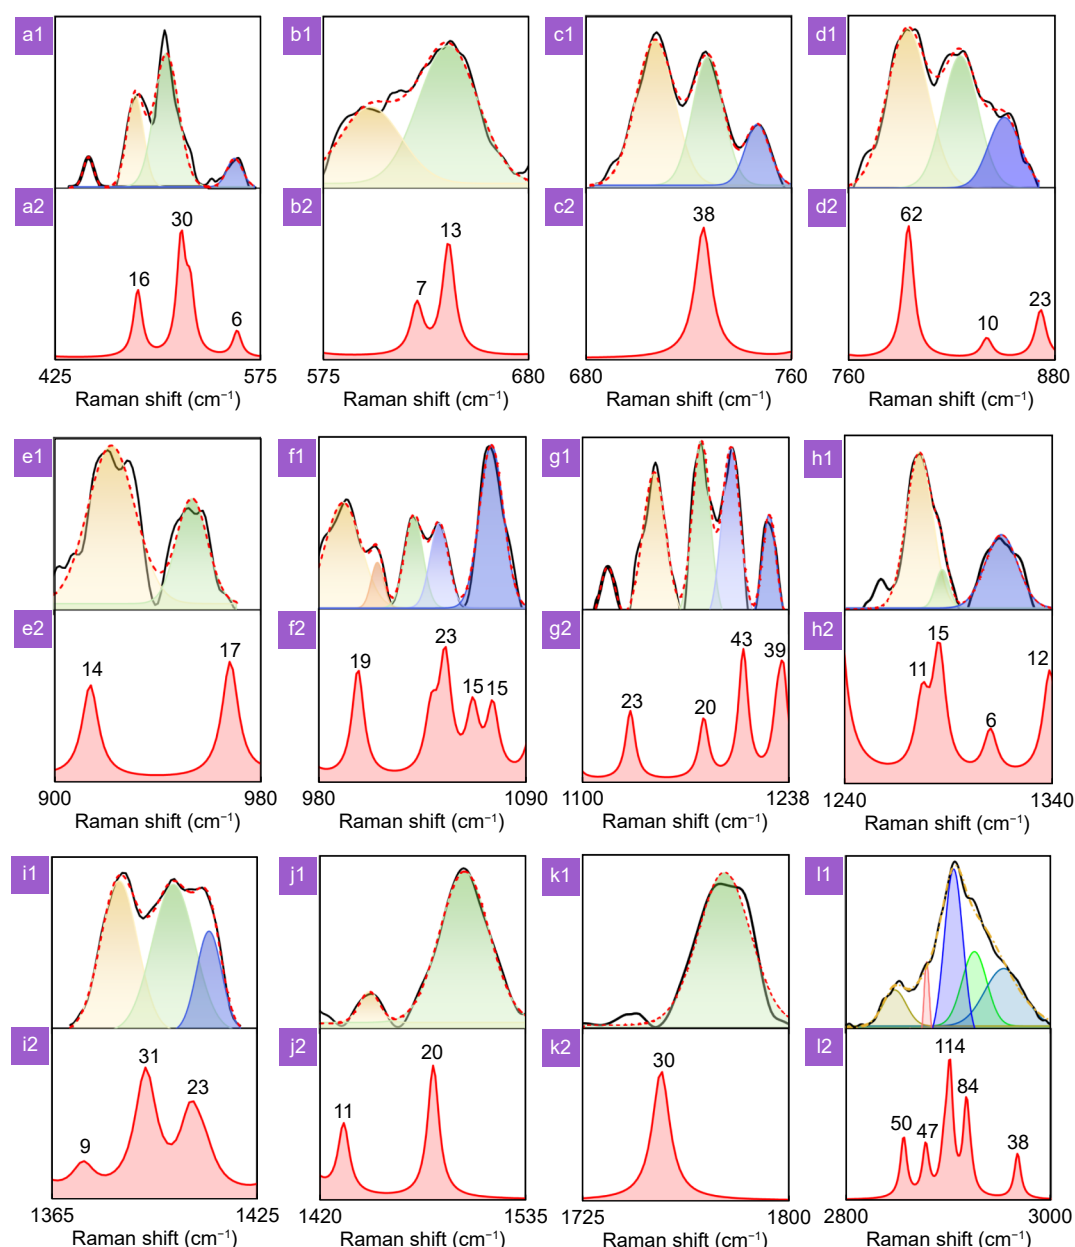 a1 b1 c1 d1
a2 b2 c2 d2
16 30 6 7 13 38 62 10 23
425 575 575 680 680 760 760 880
Raman shift (cm⁻¹) Raman shift (cm⁻¹) Raman shift (cm⁻¹) Raman shift (cm⁻¹)
e1 f1 g1 h1
e2 f2 g2 h2
14 17 19 23 15 15 23 20 43 39 11 15 6 12
900 980 980 1090 1100 1238 1240 1340
Raman shift (cm⁻¹) Raman shift (cm⁻¹) Raman shift (cm⁻¹) Raman shift (cm⁻¹)
i1 j1 k1 l1
i2 j2 k2 l2
9 31 23 11 20 30 50 47 114 84 38
1365 1425 1420 1535 1725 1800 2800 3000
Raman shift (cm⁻¹) Raman shift (cm⁻¹) Raman shift (cm⁻¹) Raman shift (cm⁻¹)